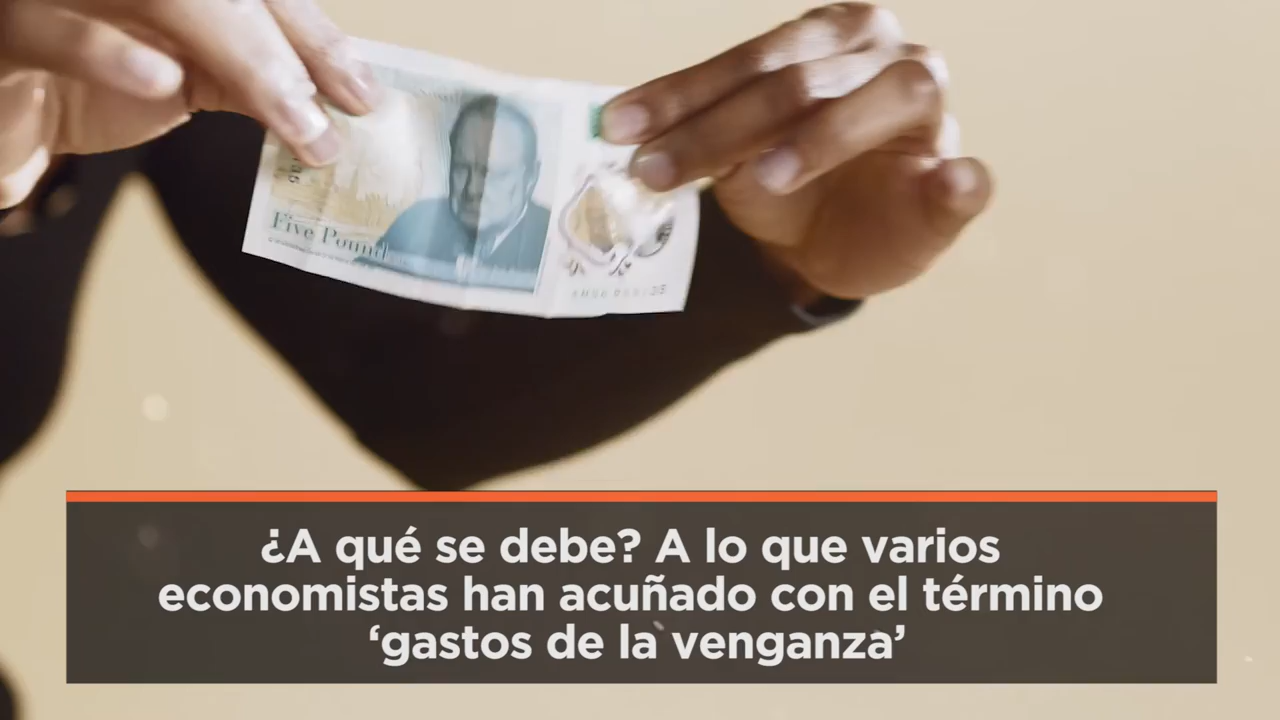 Five Pound
¿A qué se debe? A lo que varios
economistas han acuñado con el término
‘gastos de la venganza’